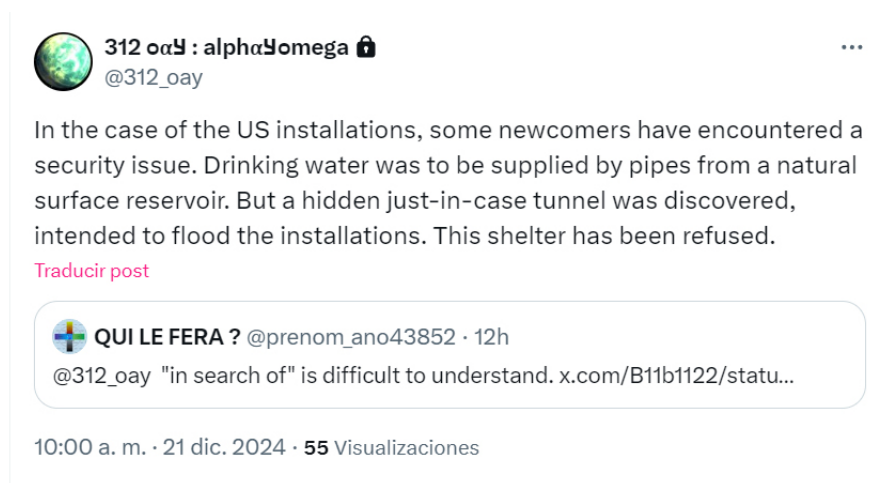 312 oαY : alphαYomega
@312_oay
In the case of the US installations, some newcomers have encountered a
security issue. Drinking water was to be supplied by pipes from a natural
surface reservoir. But a hidden just-in-case tunnel was discovered,
intended to flood the installations. This shelter has been refused.
Traducir post
QUI LE FERA ? @prenom_ano43852 · 12h
@312_oay "in search of" is difficult to understand. x.com/B11b1122/statu...
10:00 a. m. · 21 dic. 2024 · 55 Visualizaciones